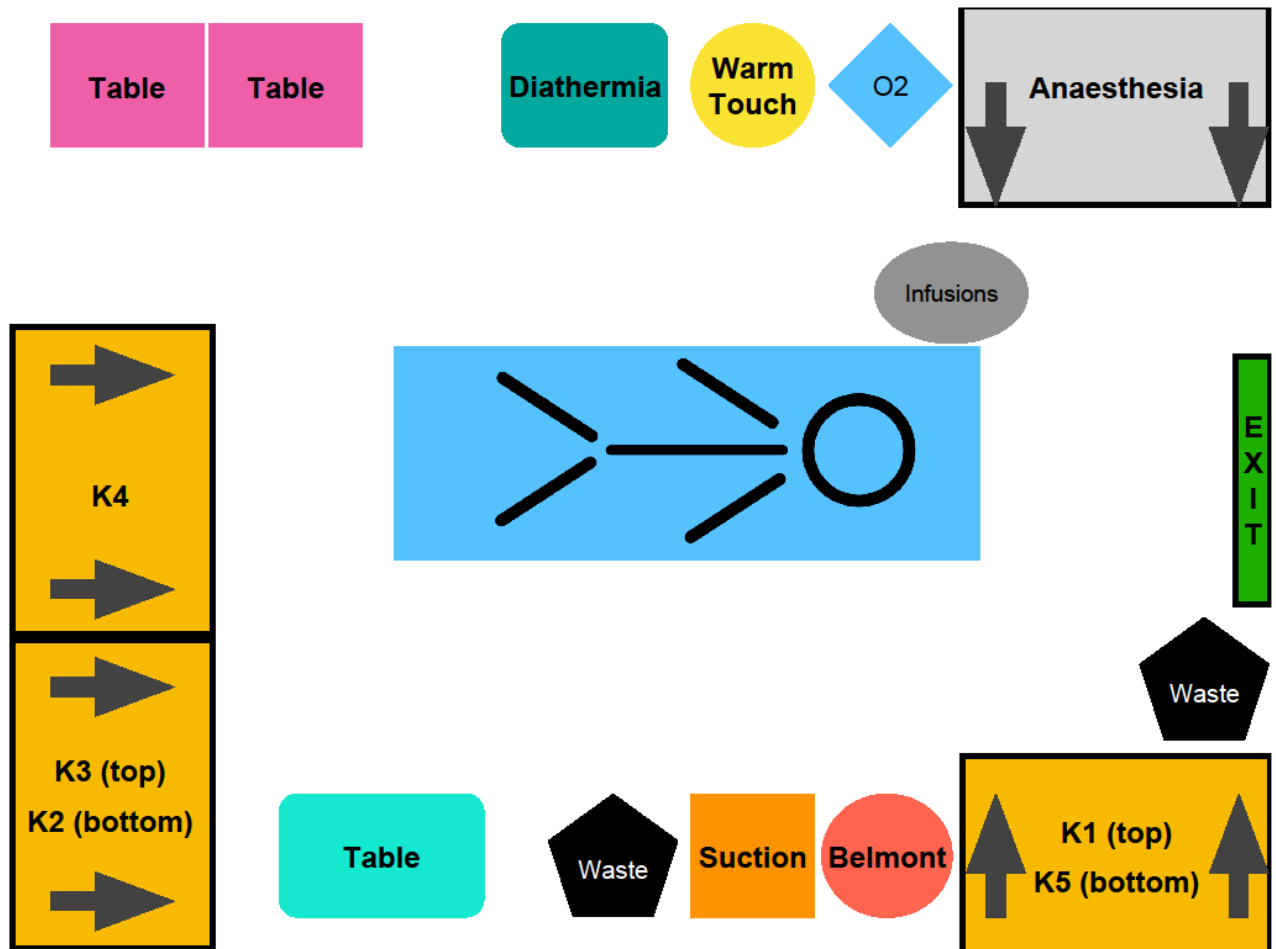 Table
Table
Diathermia
Warm
Touch
O2
Anaesthesia
Infusions
K4
E
X
I
T
Waste
K3 (top)
K2 (bottom)
Table
Waste
Suction
Belmont
K1 (top)
K5 (bottom)